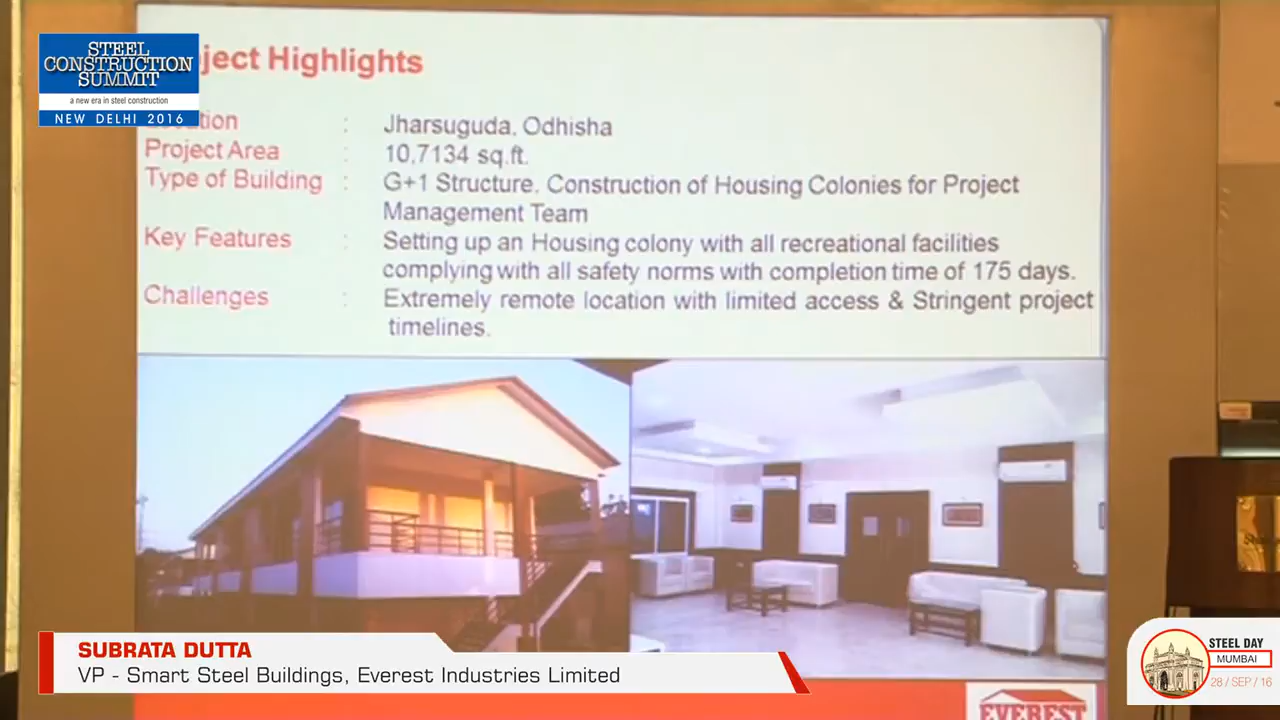 STEEL
CONSTRUCTION
SUMMIT
a new era in steel construction
NEW DELHI 2016
ject Highlights
tion : Jharsuguda, Odhisha
Project Area : 10,7134 sq.ft.
Type of Building : G+1 Structure. Construction of Housing Colonies for Project
Management Team
Key Features : Setting up an Housing colony with all recreational facilities
complying with all safety norms with completion time of 175 days.
Challenges : Extremely remote location with limited access & Stringent project
timelines.
SUBRATA DUTTA
VP - Smart Steel Buildings, Everest Industries Limited
EVEREST
STEEL DAY
MUMBAI
28 / SEP / 16